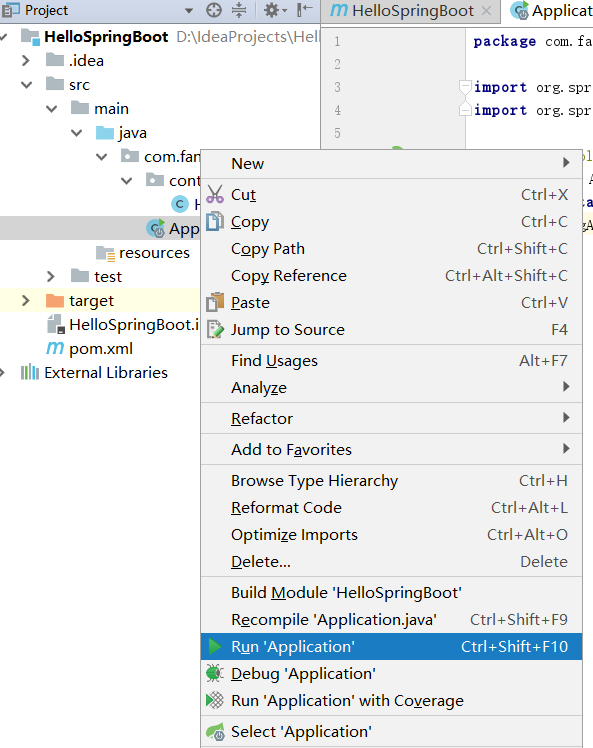 Project
HelloSpringBoot
Applicat
HelloSpringBoot D:\IdeaProjects\Hel
.idea
src
main
java
com.fan
cont
H
App
resources
test
target
HelloSpringBoot.i
pom.xml
External Libraries
1
2
3
4
5
package com.fa
import org.spr
import org.spr
New
Cut Ctrl+X
Copy Ctrl+C
Copy Path Ctrl+Shift+C
Copy Reference Ctrl+Alt+Shift+C
Paste Ctrl+V
Jump to Source F4
Find Usages Alt+F7
Analyze
Refactor
Add to Favorites
Browse Type Hierarchy Ctrl+H
Reformat Code Ctrl+Alt+L
Optimize Imports Ctrl+Alt+O
Delete... Delete
Build Module 'HelloSpringBoot'
Recompile 'Application.java' Ctrl+Shift+F9
Run 'Application' Ctrl+Shift+F10
Debug 'Application'
Run 'Application' with Coverage
Select 'Application'